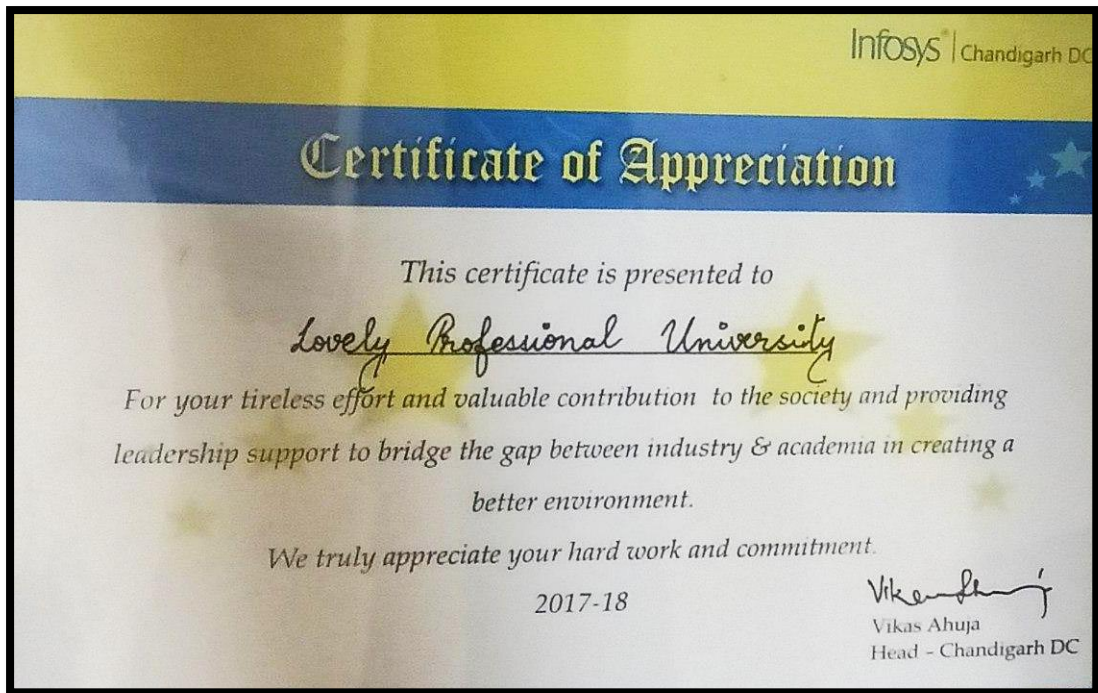 Infosys® | Chandigarh DC
Certificate of Appreciation
This certificate is presented to
Lovely Professional University
For your tireless effort and valuable contribution to the society and providing
leadership support to bridge the gap between industry & academia in creating a
better environment.
We truly appreciate your hard work and commitment.
2017-18
Vikas Ahuja
Head - Chandigarh DC